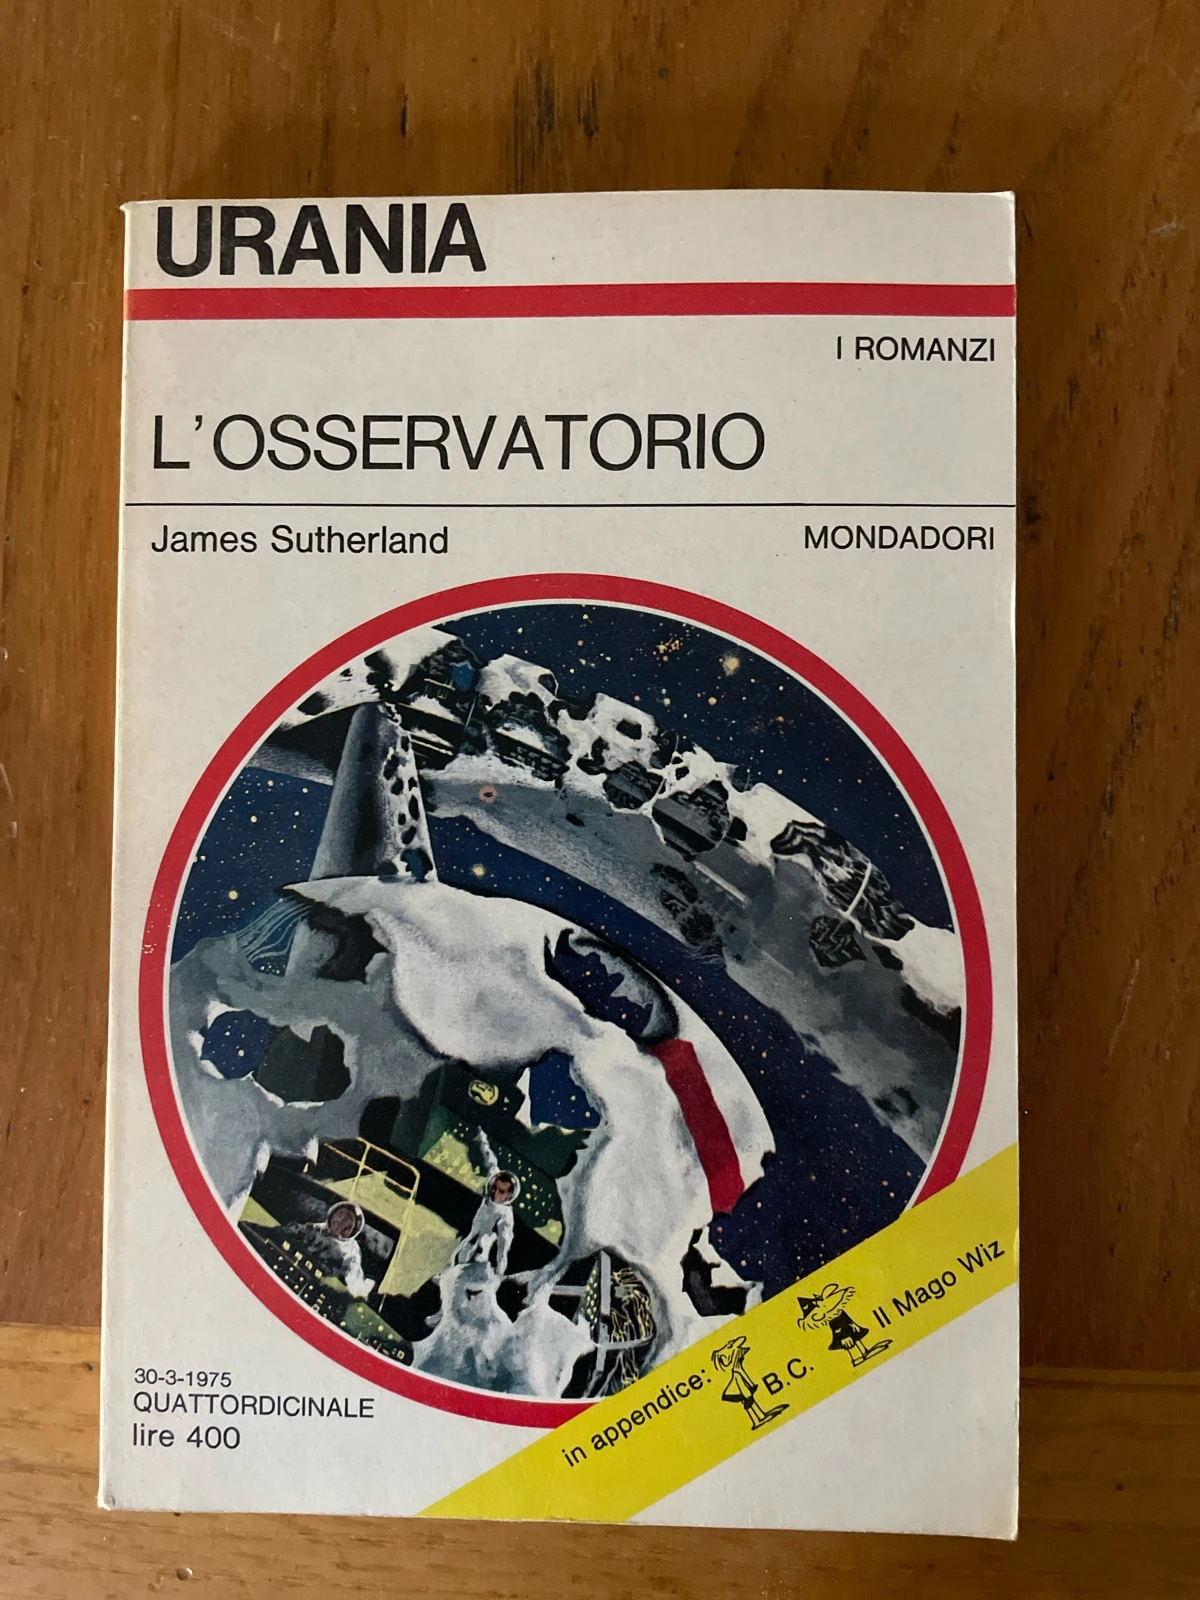 URANIA
I ROMANZI
L'OSSERVATORIO
James Sutherland
MONDADORI
30-3-1975
QUATTORDICINALE
lire 400
in appendice: B.C. Il Mago Wiz